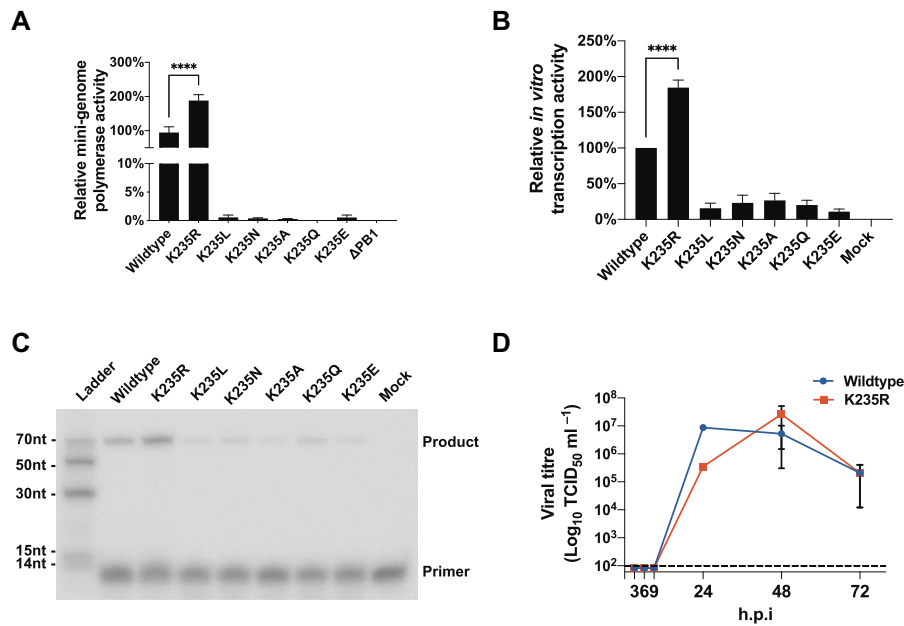 A
Relative mini-genome
polymerase activity
300%
200%
100%
10%
5%
0%
****
Wildtype
K235R
K235L
K235N
K235A
K235Q
K235E
ΔPB1
B
Relative in vitro
transcription activity
250%
200%
150%
100%
50%
0%
****
Wildtype
K235R
K235L
K235N
K235A
K235Q
K235E
Mock
C
Ladder
Wildtype
K235R
K235L
K235N
K235A
K235Q
K235E
Mock
70nt -
50nt -
30nt -
15nt -
14nt -
Product
Primer
D
Wildtype
K235R
Viral titre
(Log10 TCID50 ml −1)
10⁸
10⁷
10⁶
10⁵
10⁴
10³
10²
3 6 9 24 48 72
h.p.i